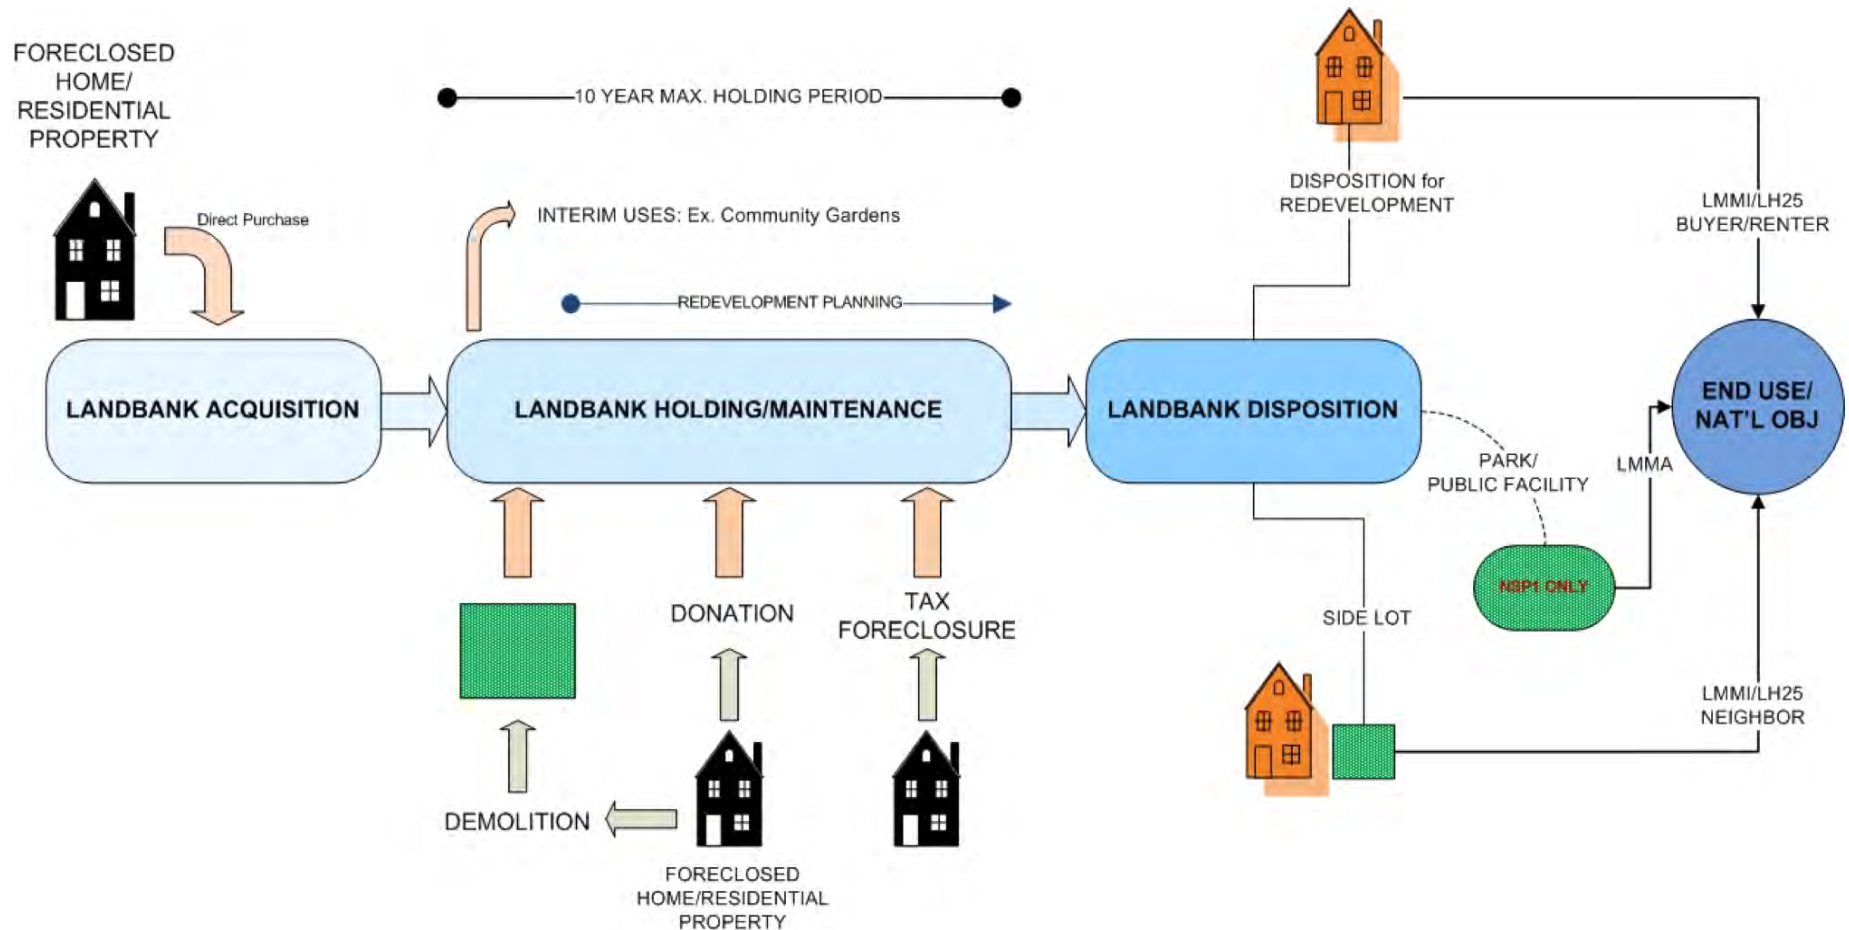 FORECLOSED
HOME/
RESIDENTIAL
PROPERTY
Direct Purchase
10 YEAR MAX. HOLDING PERIOD
INTERIM USES: Ex. Community Gardens
REDEVELOPMENT PLANNING
DISPOSITION for
REDEVELOPMENT
LMMI/LH25
BUYER/RENTER
LANDBANK ACQUISITION
LANDBANK HOLDING/MAINTENANCE
LANDBANK DISPOSITION
END USE/
NAT'L OBJ
PARK/
PUBLIC FACILITY
LMMA
NSP1 ONLY
DONATION
TAX
FORECLOSURE
SIDE LOT
LMMI/LH25
NEIGHBOR
DEMOLITION
FORECLOSED
HOME/RESIDENTIAL
PROPERTY